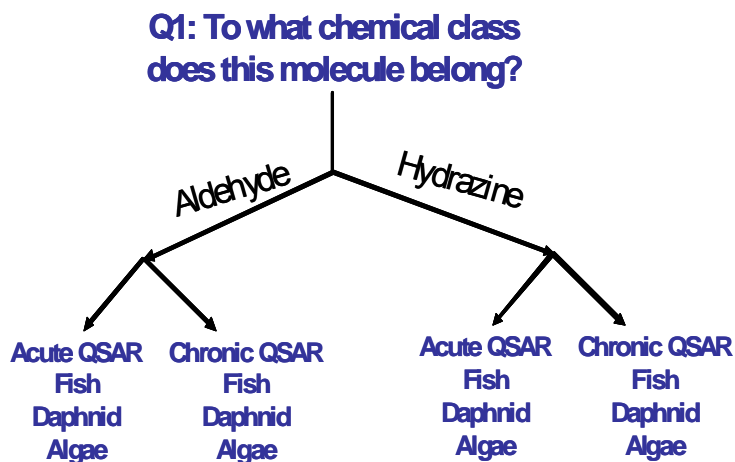 Q1: To what chemical class
does this molecule belong?
Aldehyde
Hydrazine
Acute QSAR
Fish
Daphnid
Algae
Chronic QSAR
Fish
Daphnid
Algae
Acute QSAR
Fish
Daphnid
Algae
Chronic QSAR
Fish
Daphnid
Algae